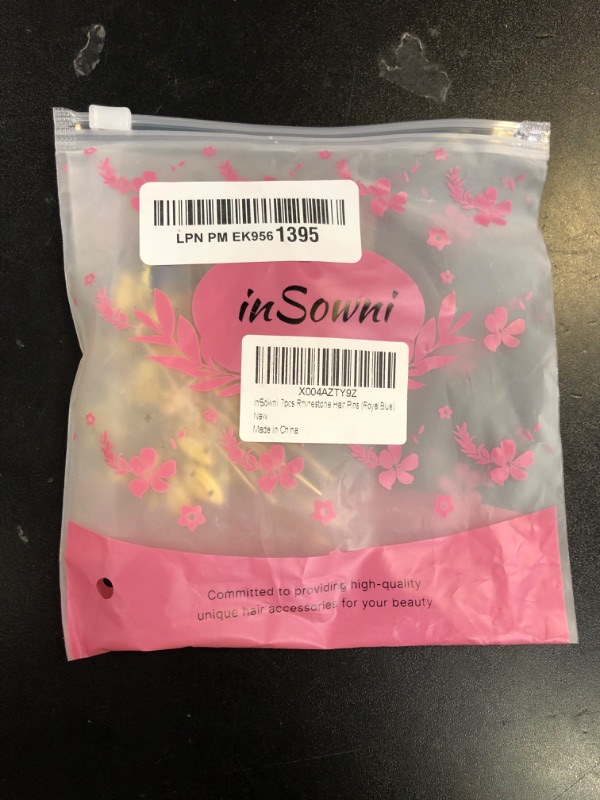 LPN PM EK956 1395
inSowni
X004AZTY9Z
inSowni 7pcs Rhinestone Hair Pins (Royal Blue)
New
Made in China
Committed to providing high-quality
unique hair accessories for your beauty